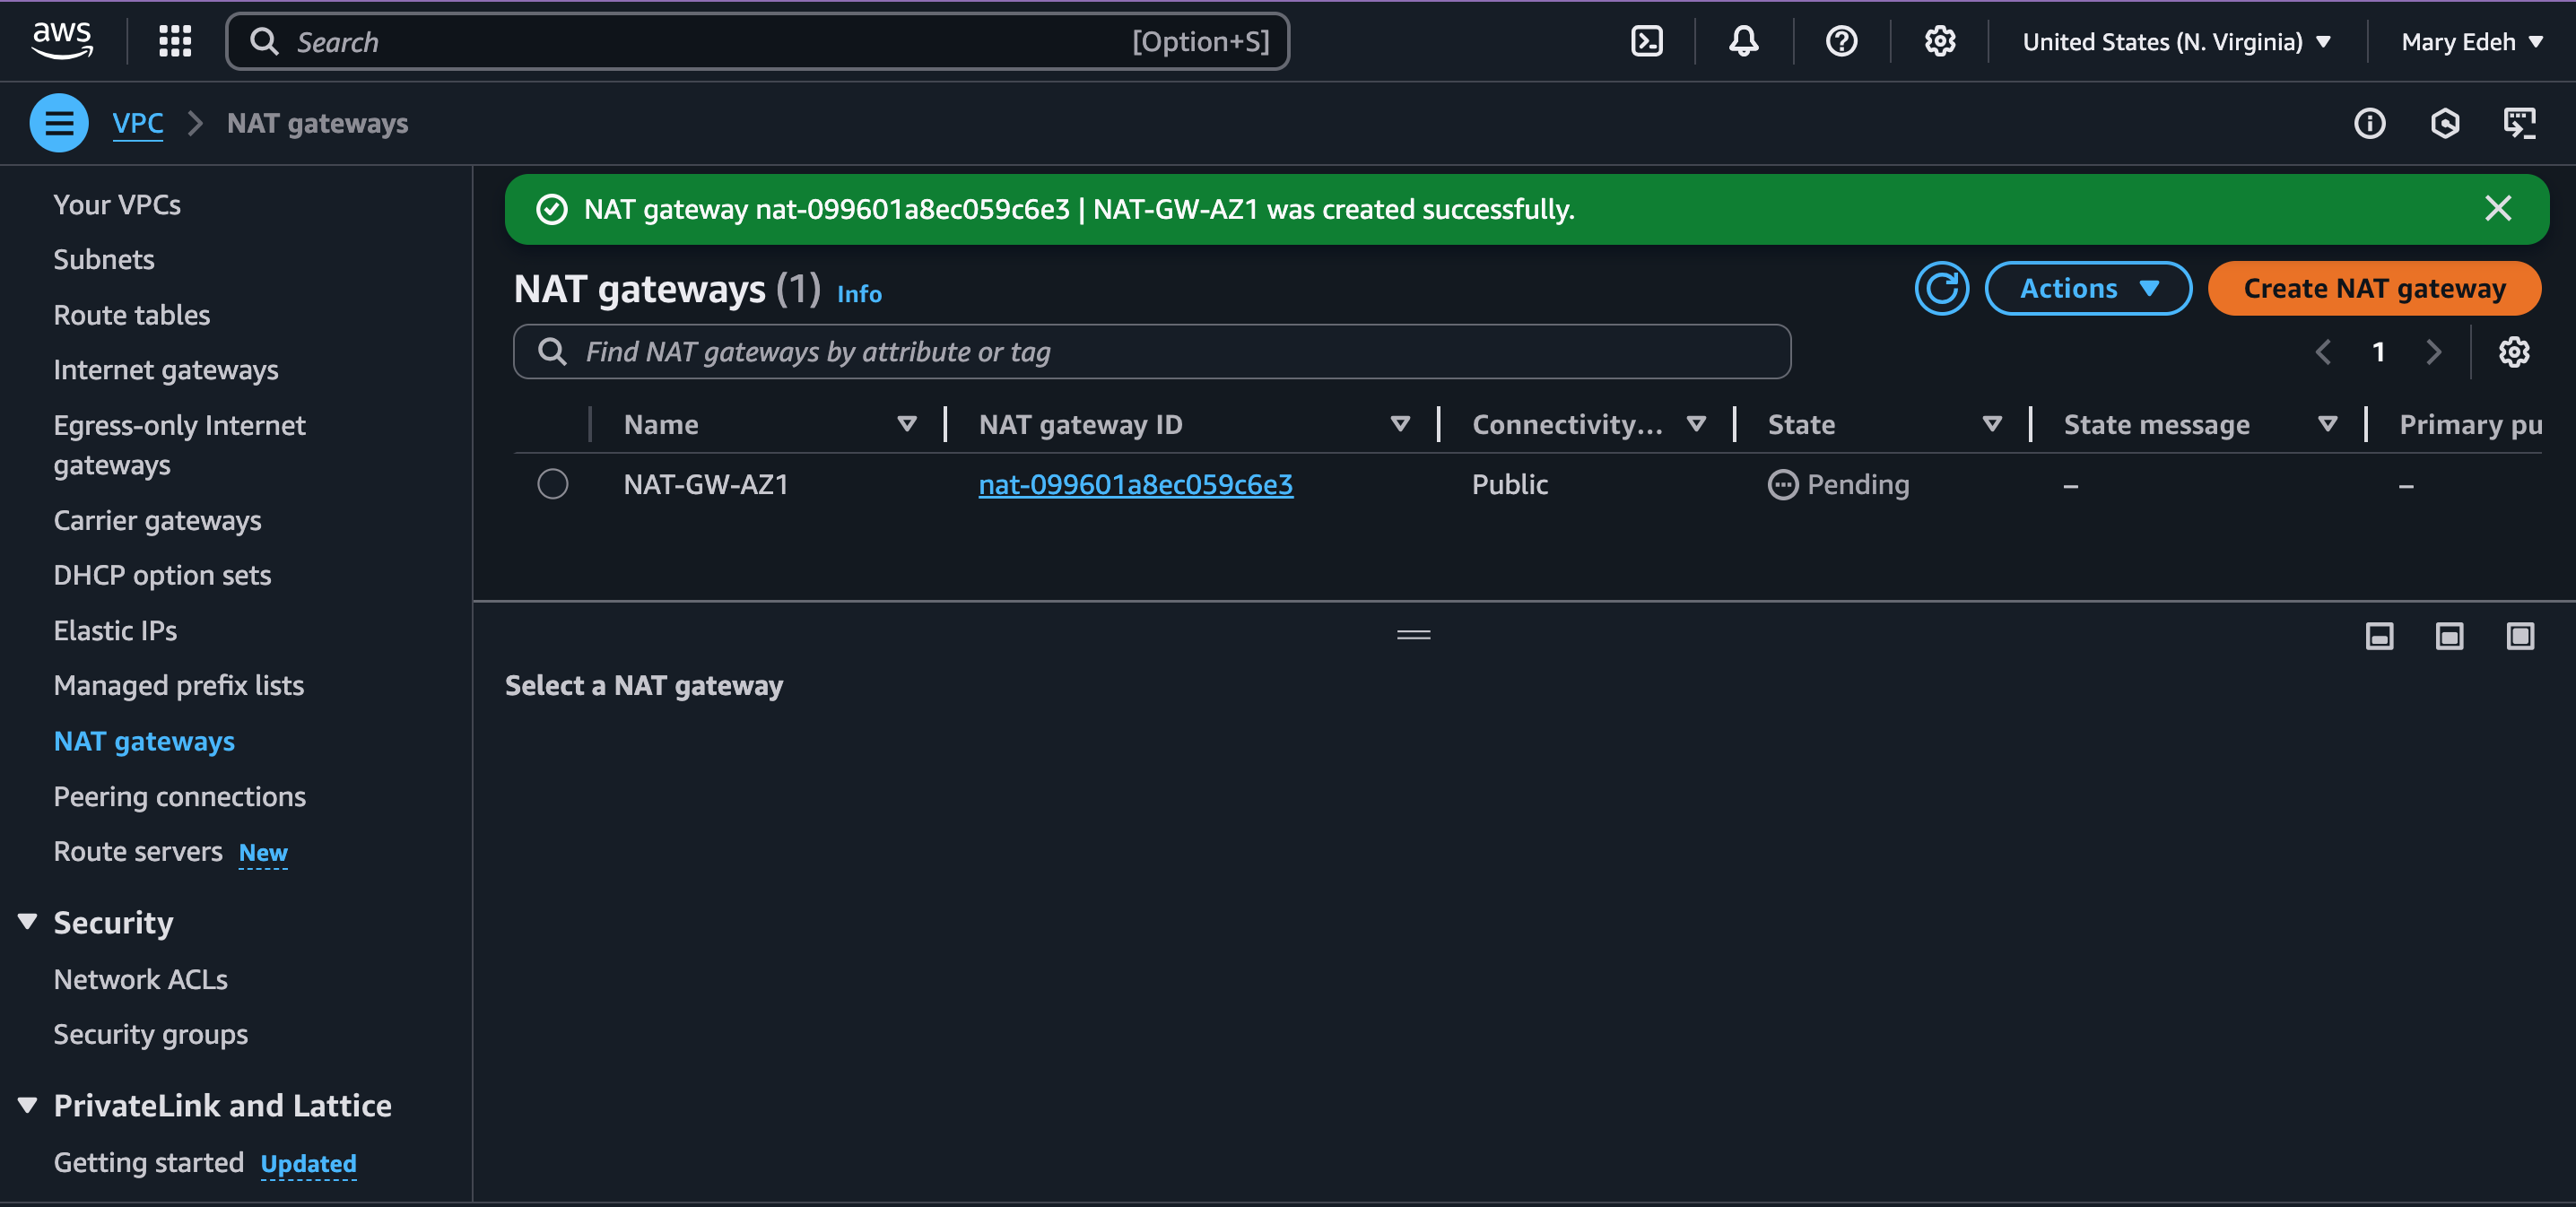 aws
Search [Option+S]
United States (N. Virginia)
Mary Edeh
VPC
NAT gateways
Your VPCs
Subnets
Route tables
Internet gateways
Egress-only Internet
gateways
Carrier gateways
DHCP option sets
Elastic IPs
Managed prefix lists
NAT gateways
Peering connections
Route servers New
Security
Network ACLs
Security groups
PrivateLink and Lattice
Getting started Updated
NAT gateway nat-099601a8ec059c6e3 | NAT-GW-AZ1 was created successfully.
NAT gateways (1) Info
Actions
Create NAT gateway
Find NAT gateways by attribute or tag
1
Name NAT gateway ID Connectivity... State State message Primary pu
NAT-GW-AZ1 nat-099601a8ec059c6e3 Public Pending – –
Select a NAT gateway